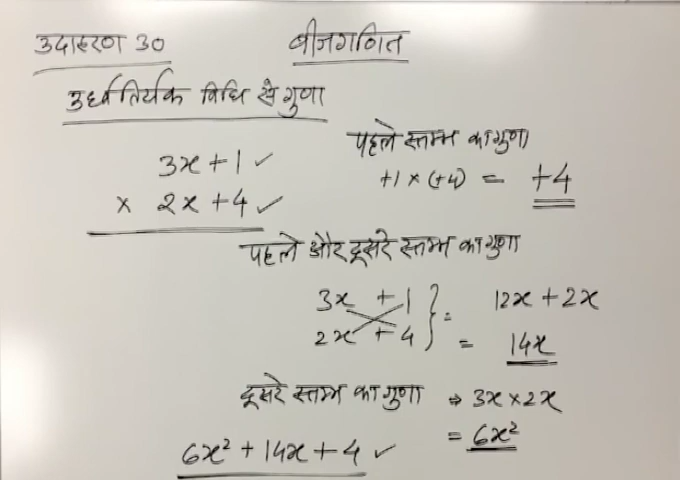 उदाहरण 30 बीजगणित
उर्ध्वतिर्यक विधि से गुणा
3x + 1 ✓
× 2x + 4 ✓
पहले स्तम्भ का गुणा
+1 × (+4) = +4
पहले और दूसरे स्तम्भ का गुणा
3x + 1 } = 12x + 2x
2x + 4 } = 14x
दूसरे स्तम्भ का गुणा ⇒ 3x × 2x
= 6x²
6x² + 14x + 4 ✓